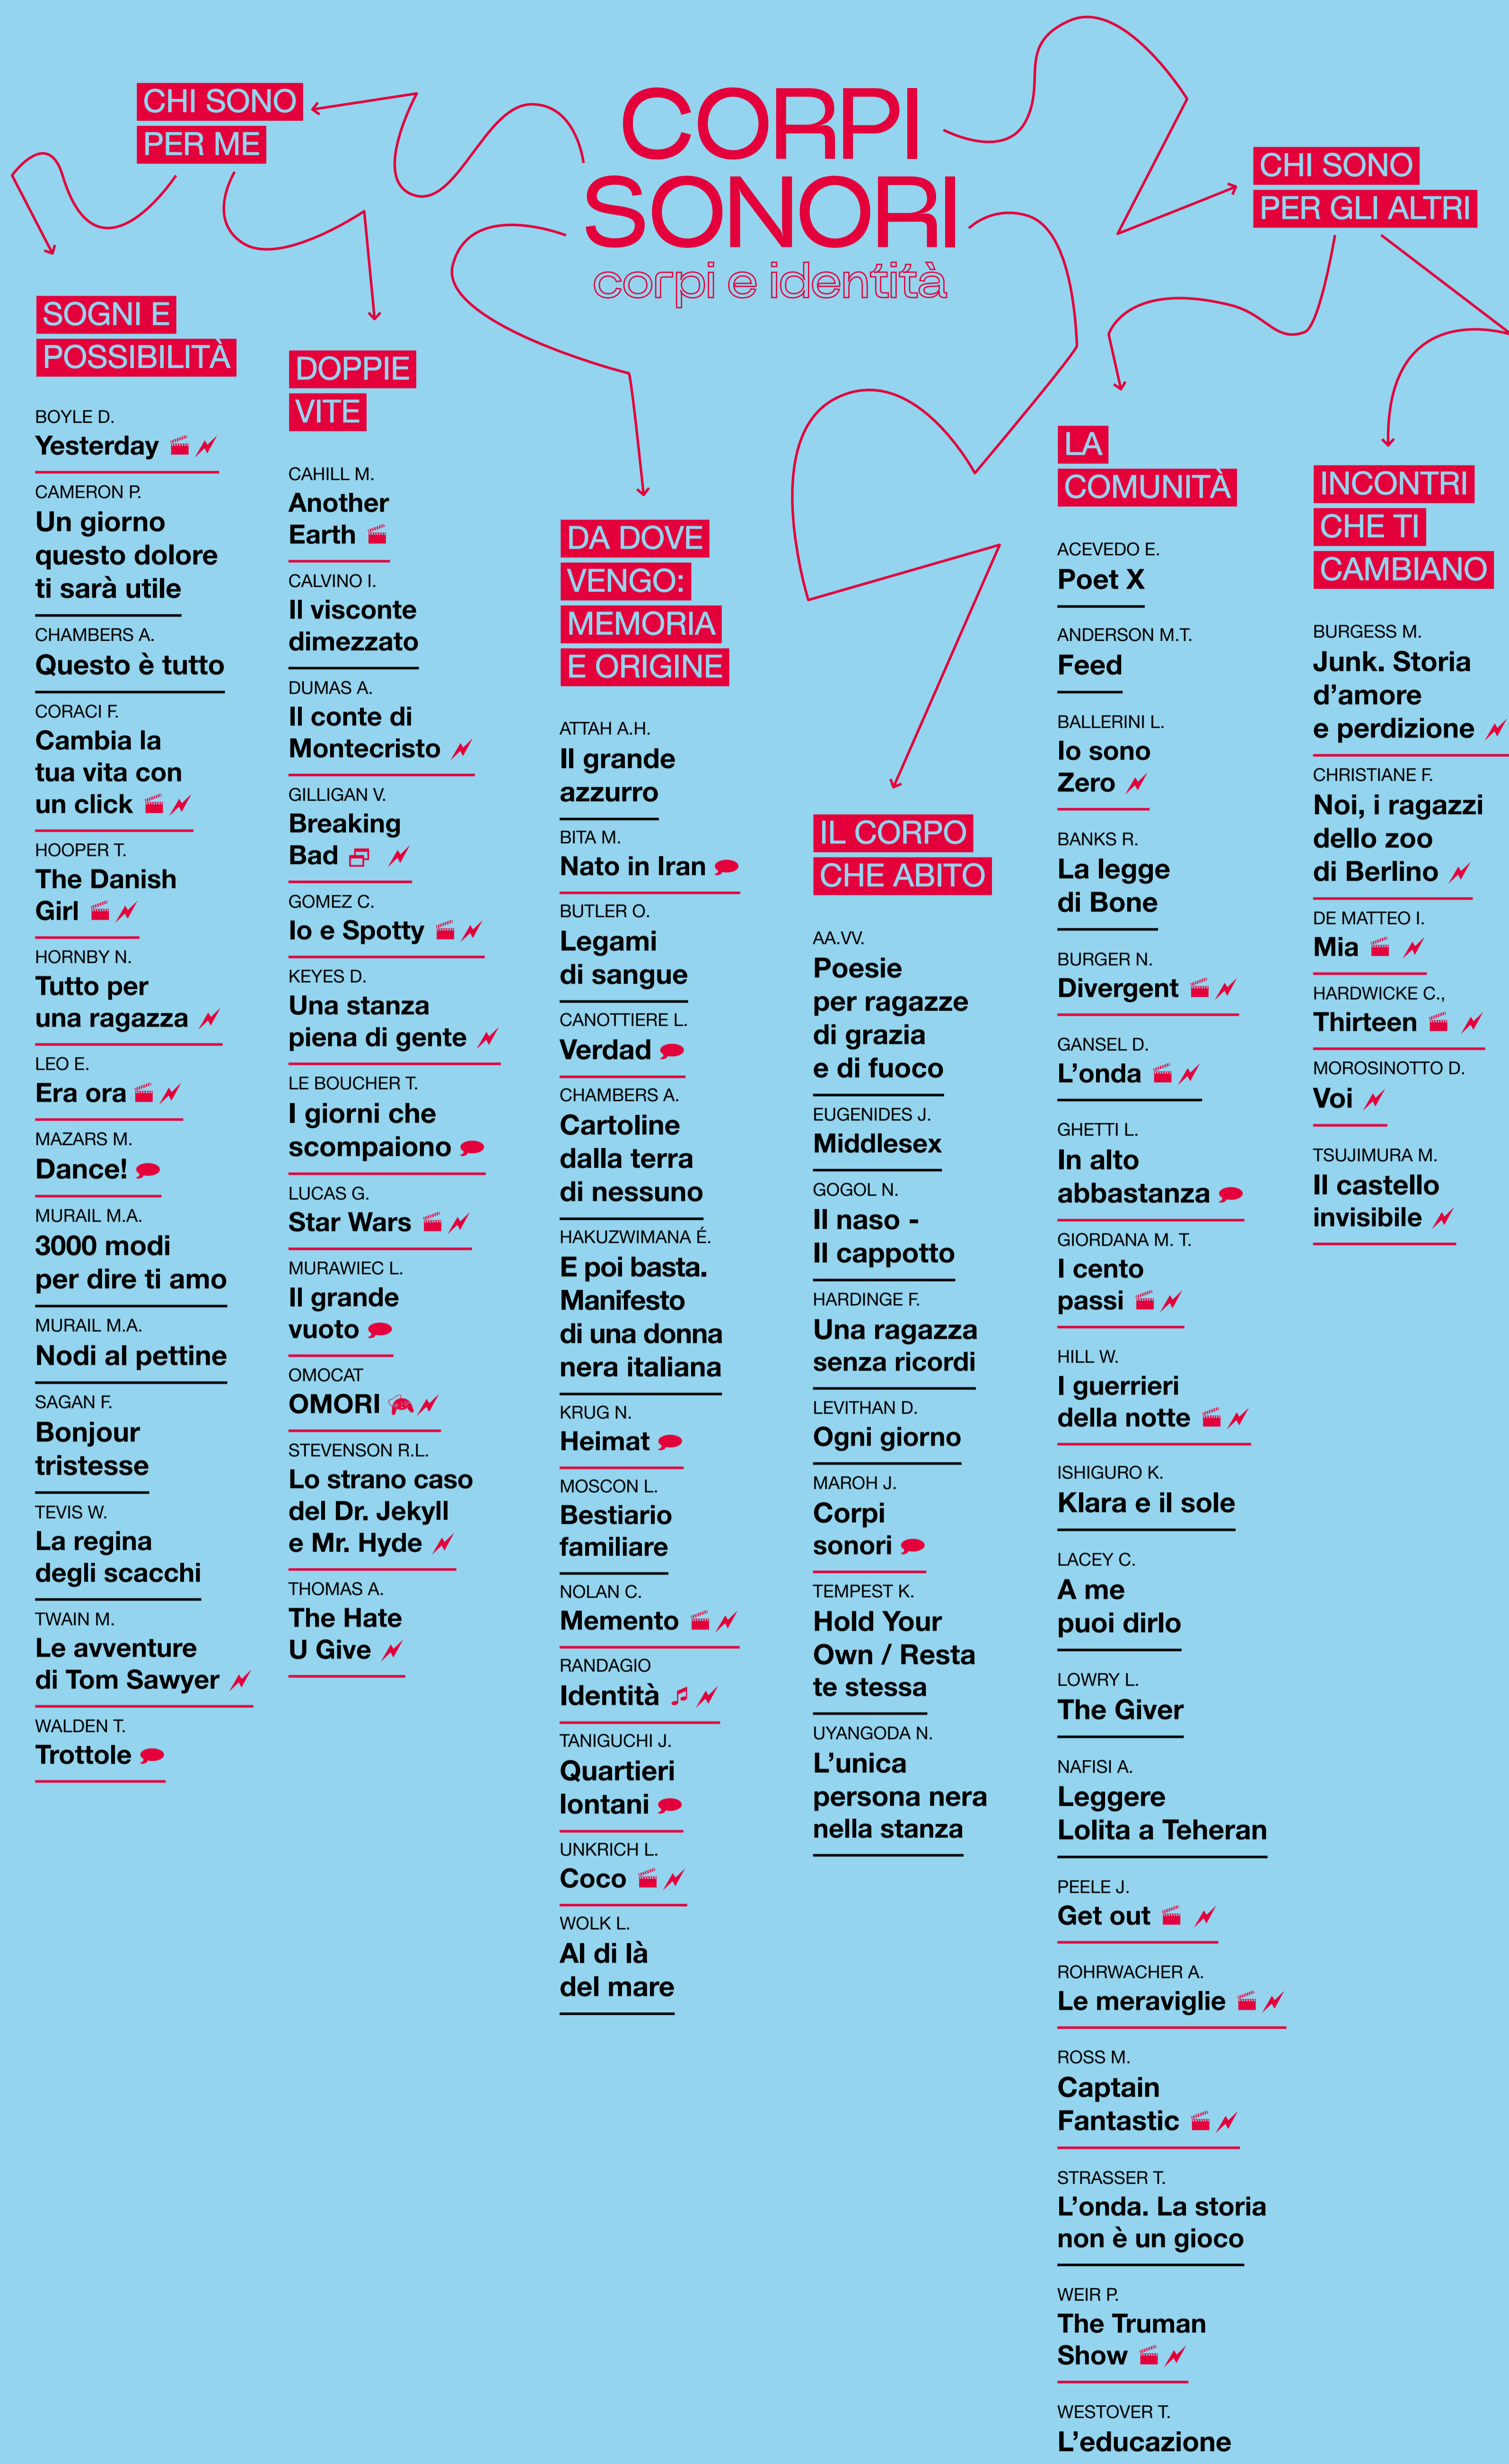 CORPI
SONORI
corpi e identità
CHI SONO
PER ME
SOGNI E
POSSIBILITÀ
BOYLE D.
Yesterday
CAMERON P.
Un giorno
questo dolore
ti sarà utile
CHAMBERS A.
Questo è tutto
CORACI F.
Cambia la
tua vita con
un click
HOOPER T.
The Danish
Girl
HORNBY N.
Tutto per
una ragazza
LEO E.
Era ora
MAZARS M.
Dance!
MURAIL M.A.
3000 modi
per dire ti amo
MURAIL M.A.
Nodi al pettine
SAGAN F.
Bonjour
tristesse
TEVIS W.
La regina
degli scacchi
TWAIN M.
Le avventure
di Tom Sawyer
WALDEN T.
Trottole
DOPPIE
VITE
CAHILL M.
Another
Earth
CALVINO I.
Il visconte
dimezzato
DUMAS A.
Il conte di
Montecristo
GILLIGAN V.
Breaking
Bad
GOMEZ C.
Io e Spotty
KEYES D.
Una stanza
piena di gente
LE BOUCHER T.
I giorni che
scompaiono
LUCAS G.
Star Wars
MURAWIEC L.
Il grande
vuoto
OMOCAT
OMORI
STEVENSON R.L.
Lo strano caso
del Dr. Jekyll
e Mr. Hyde
THOMAS A.
The Hate
U Give
DA DOVE
VENGO:
MEMORIA
E ORIGINE
ATTAH A.H.
Il grande
azzurro
BITA M.
Nato in Iran
BUTLER O.
Legami
di sangue
CANOTTIERE L.
Verdad
CHAMBERS A.
Cartoline
dalla terra
di nessuno
HAKUZWIMANA É.
E poi basta.
Manifesto
di una donna
nera italiana
KRUG N.
Heimat
MOSCON L.
Bestiario
familiare
NOLAN C.
Memento
RANDAGIO
Identità
TANIGUCHI J.
Quartieri
lontani
UNKRICH L.
Coco
WOLK L.
Al di là
del mare
IL CORPO
CHE ABITO
AA.VV.
Poesie
per ragazze
di grazia
e di fuoco
EUGENIDES J.
Middlesex
GOGOL N.
Il naso -
Il cappotto
HARDINGE F.
Una ragazza
senza ricordi
LEVITHAN D.
Ogni giorno
MAROH J.
Corpi
sonori
TEMPEST K.
Hold Your
Own / Resta
te stessa
UYANGODA N.
L’unica
persona nera
nella stanza
CHI SONO
PER GLI ALTRI
LA
COMUNITÀ
ACEVEDO E.
Poet X
ANDERSON M.T.
Feed
BALLERINI L.
Io sono
Zero
BANKS R.
La legge
di Bone
BURGER N.
Divergent
GANSEL D.
L’onda
GHETTI L.
In alto
abbastanza
GIORDANA M. T.
I cento
passi
HILL W.
I guerrieri
della notte
ISHIGURO K.
Klara e il sole
LACEY C.
A me
puoi dirlo
LOWRY L.
The Giver
NAFISI A.
Leggere
Lolita a Teheran
PEELE J.
Get out
ROHRWACHER A.
Le meraviglie
ROSS M.
Captain
Fantastic
STRASSER T.
L’onda. La storia
non è un gioco
WEIR P.
The Truman
Show
WESTOVER T.
L’educazione
INCONTRI
CHE TI
CAMBIANO
BURGESS M.
Junk. Storia
d’amore
e perdizione
CHRISTIANE F.
Noi, i ragazzi
dello zoo
di Berlino
DE MATTEO I.
Mia
HARDWICKE C.,
Thirteen
MOROSINOTTO D.
Voi
TSUJIMURA M.
Il castello
invisibile